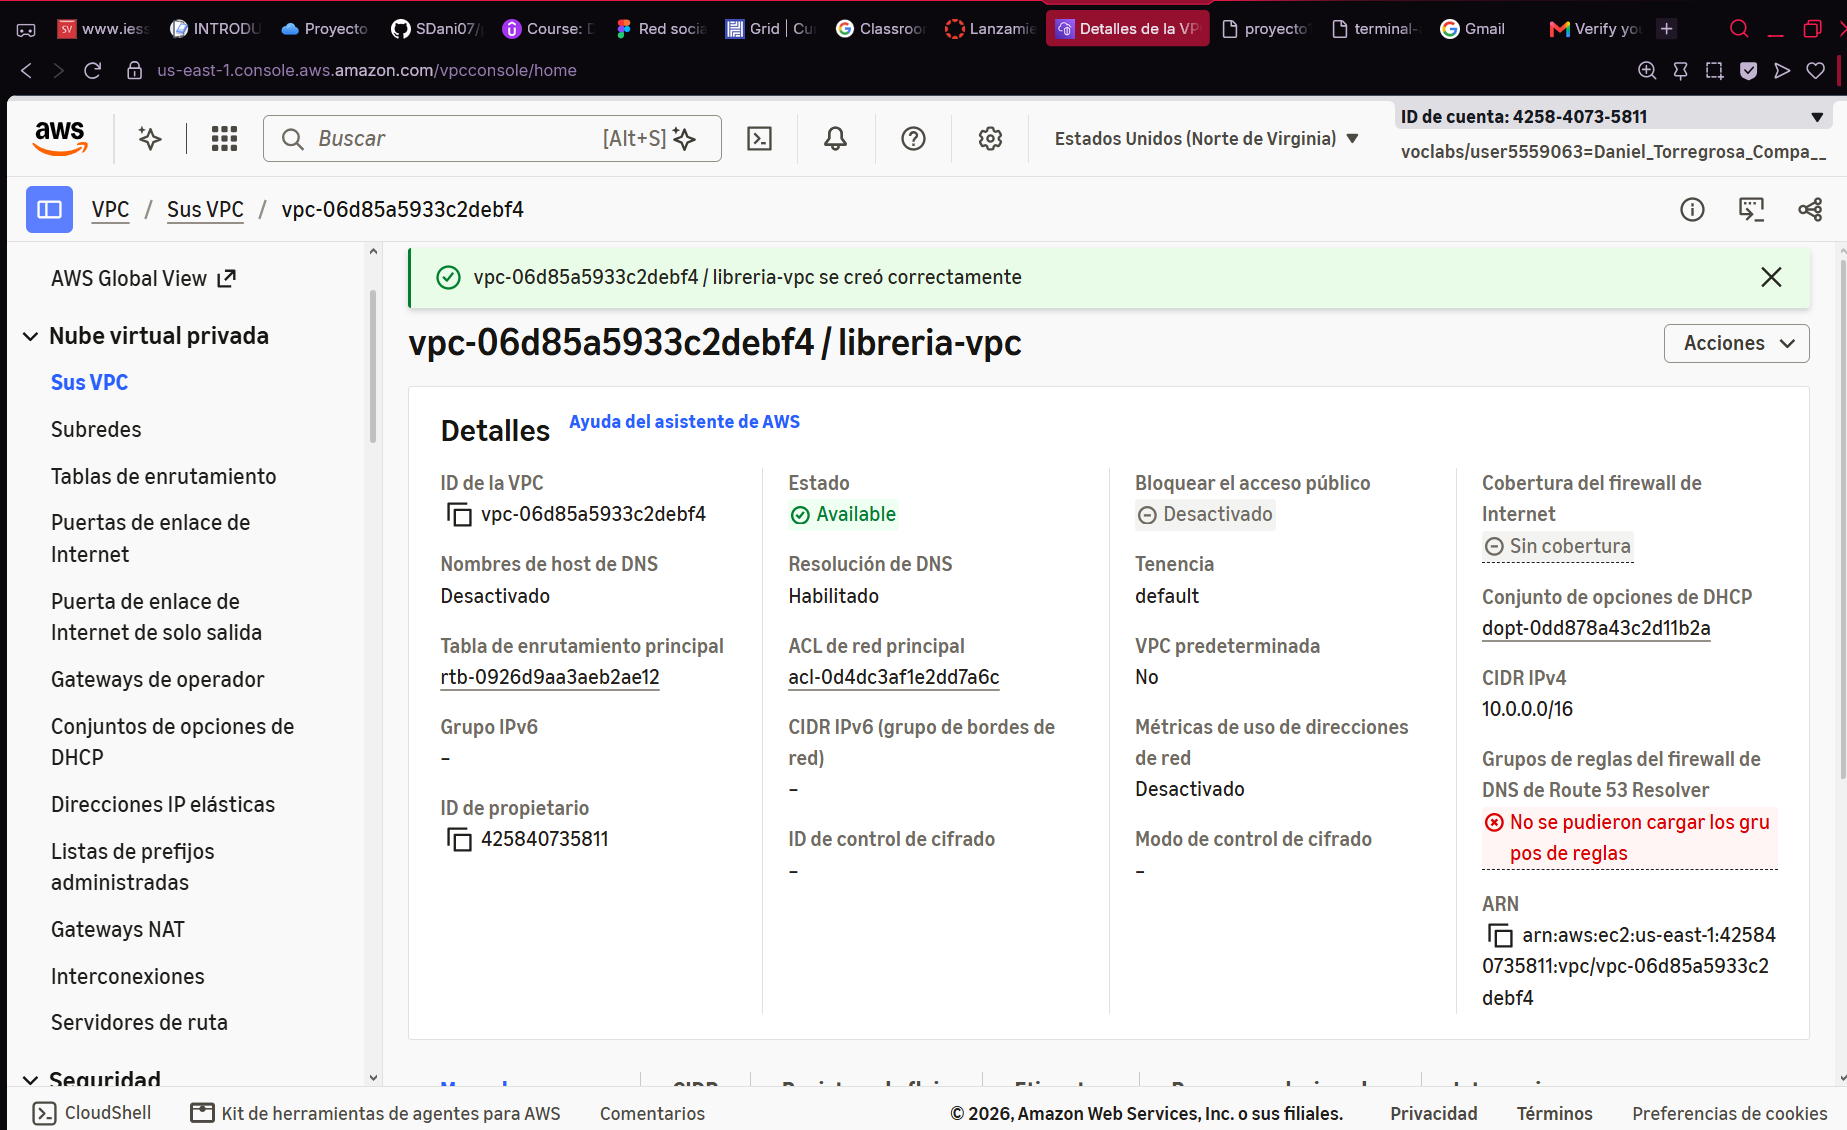 www.iess
INTRODU
Proyecto
SDani07/
Course: D
Red socia
Grid | Cu
Classroo
Lanzamie
Detalles de la VP
proyecto
terminal-
Gmail
Verify yo
us-east-1.console.aws.amazon.com/vpcconsole/home
aws
Buscar
[Alt+S]
Estados Unidos (Norte de Virginia)
ID de cuenta: 4258-4073-5811
voclabs/user5559063=Daniel_Torregrosa_Compa__
VPC / Sus VPC / vpc-06d85a5933c2debf4
AWS Global View
Nube virtual privada
Sus VPC
Subredes
Tablas de enrutamiento
Puertas de enlace de
Internet
Puerta de enlace de
Internet de solo salida
Gateways de operador
Conjuntos de opciones de
DHCP
Direcciones IP elásticas
Listas de prefijos
administradas
Gateways NAT
Interconexiones
Servidores de ruta
Seguridad
vpc-06d85a5933c2debf4 / libreria-vpc se creó correctamente
vpc-06d85a5933c2debf4 / libreria-vpc
Acciones
Detalles
Ayuda del asistente de AWS
ID de la VPC
vpc-06d85a5933c2debf4
Nombres de host de DNS
Desactivado
Tabla de enrutamiento principal
rtb-0926d9aa3aeb2ae12
Grupo IPv6
–
ID de propietario
425840735811
Estado
Available
Resolución de DNS
Habilitado
ACL de red principal
acl-0d4dc3af1e2dd7a6c
CIDR IPv6 (grupo de bordes de
red)
–
ID de control de cifrado
–
Bloquear el acceso público
Desactivado
Tenencia
default
VPC predeterminada
No
Métricas de uso de direcciones
de red
Desactivado
Modo de control de cifrado
–
Cobertura del firewall de
Internet
Sin cobertura
Conjunto de opciones de DHCP
dopt-0dd878a43c2d11b2a
CIDR IPv4
10.0.0.0/16
Grupos de reglas del firewall de
DNS de Route 53 Resolver
No se pudieron cargar los gru
pos de reglas
ARN
arn:aws:ec2:us-east-1:42584
0735811:vpc/vpc-06d85a5933c2
debf4
CIDR
CloudShell
Kit de herramientas de agentes para AWS
Comentarios
© 2026, Amazon Web Services, Inc. o sus filiales.
Privacidad
Términos
Preferencias de cookies